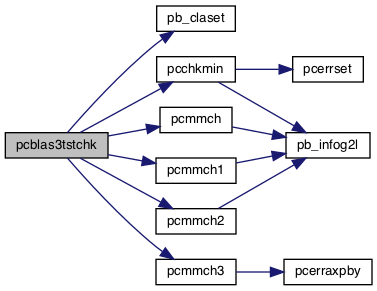 pb_claset
pcchkmin
pcerrset
pcmmch
pcblas3tstchk
pb_infog2l
pcmmch1
pcmmch2
pcmmch3
pcerraxpby